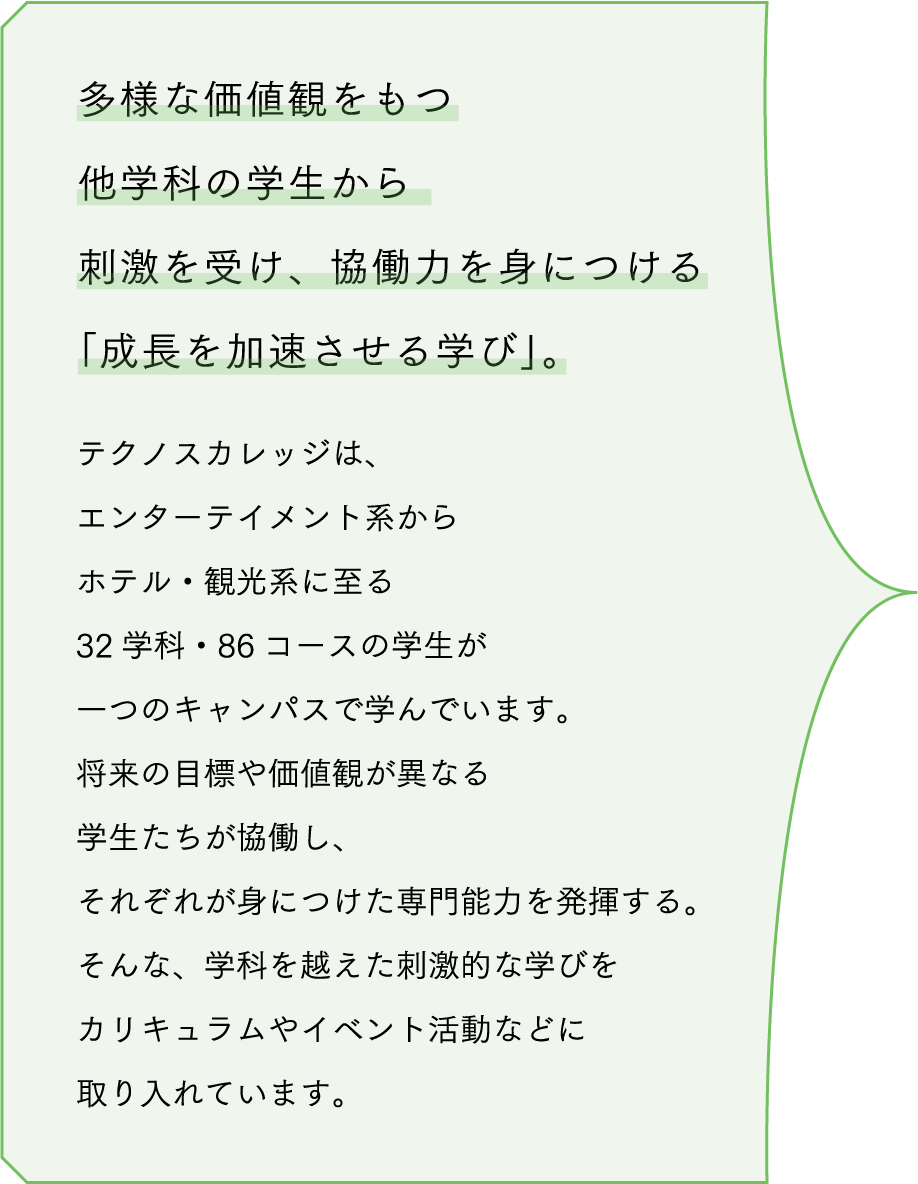 多様な価値観をもつ
他学科の学生から
刺激を受け、協働力を身につける
「成長を加速させる学び」。
テクノスカレッジは、
エンターテイメント系から
ホテル・観光系に至る
32 学科・86 コースの学生が
一つのキャンパスで学んでいます。
将来の目標や価値観が異なる
学生たちが協働し、
それぞれが身につけた専門能力を発揮する。
そんな、学科を越えた刺激的な学びを
カリキュラムやイベント活動などに
取り入れています。